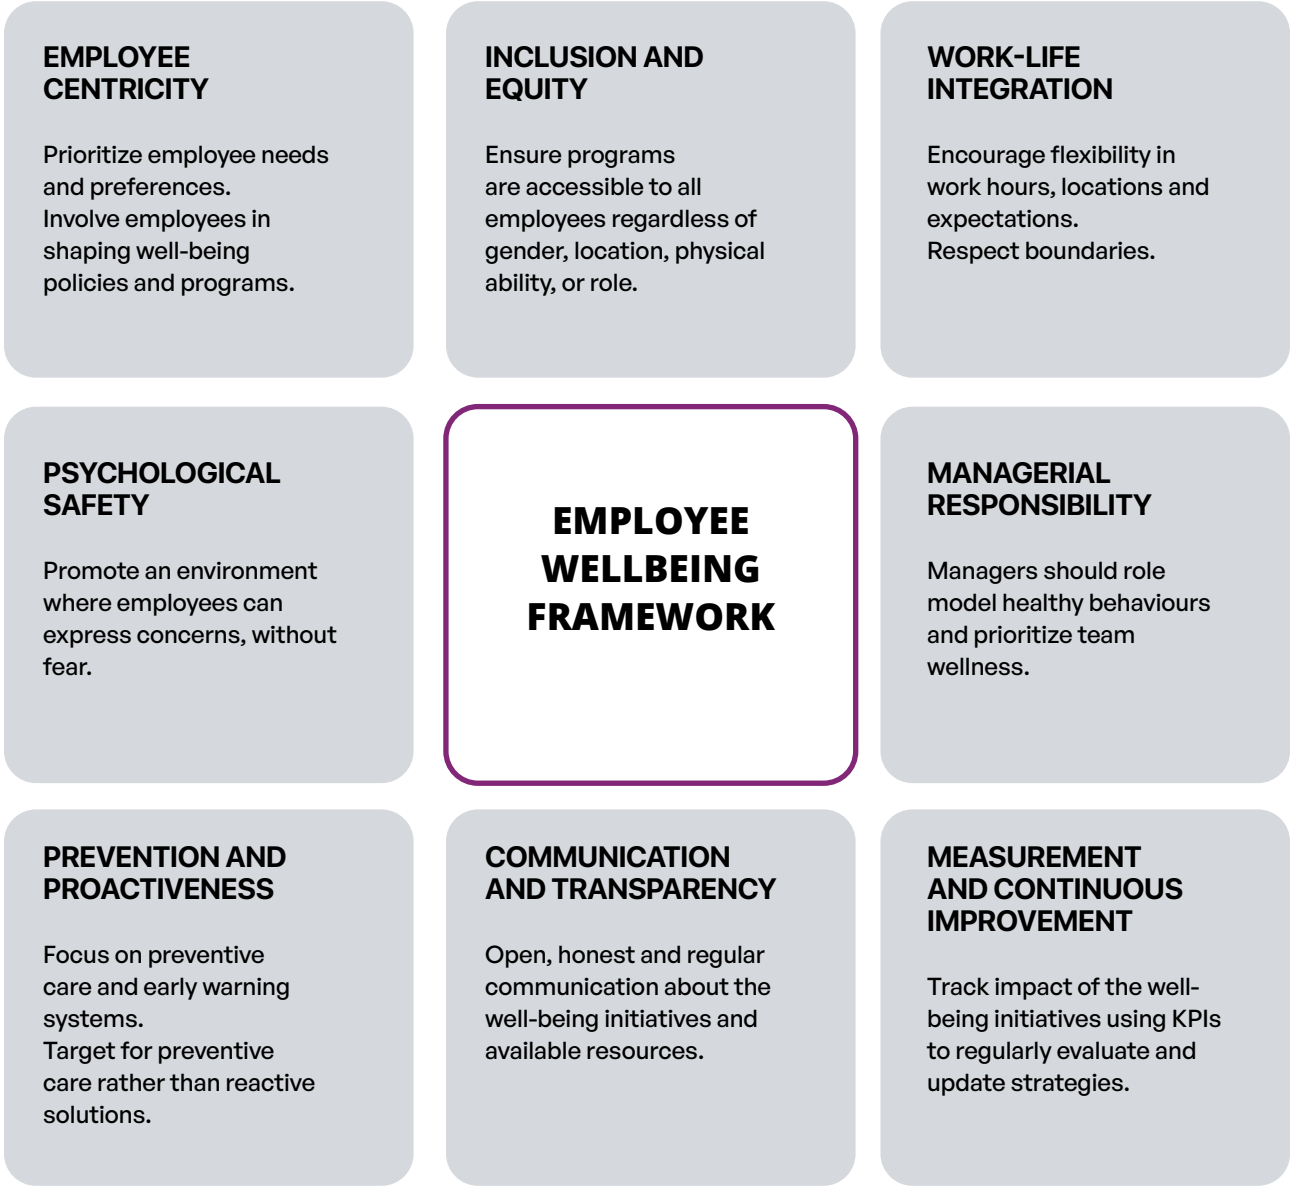 EMPLOYEE
CENTRICITY
Prioritize employee needs
and preferences.
Involve employees in
shaping well-being
policies and programs.
INCLUSION AND
EQUITY
Ensure programs
are accessible to all
employees regardless of
gender, location, physical
ability, or role.
WORK-LIFE
INTEGRATION
Encourage flexibility in
work hours, locations and
expectations.
Respect boundaries.
PSYCHOLOGICAL
SAFETY
Promote an environment
where employees can
express concerns, without
fear.
EMPLOYEE
WELLBEING
FRAMEWORK
MANAGERIAL
RESPONSIBILITY
Managers should role
model healthy behaviours
and prioritize team
wellness.
PREVENTION AND
PROACTIVENESS
Focus on preventive
care and early warning
systems.
Target for preventive
care rather than reactive
solutions.
COMMUNICATION
AND TRANSPARENCY
Open, honest and regular
communication about the
well-being initiatives and
available resources.
MEASUREMENT
AND CONTINUOUS
IMPROVEMENT
Track impact of the well-
being initiatives using KPIs
to regularly evaluate and
update strategies.